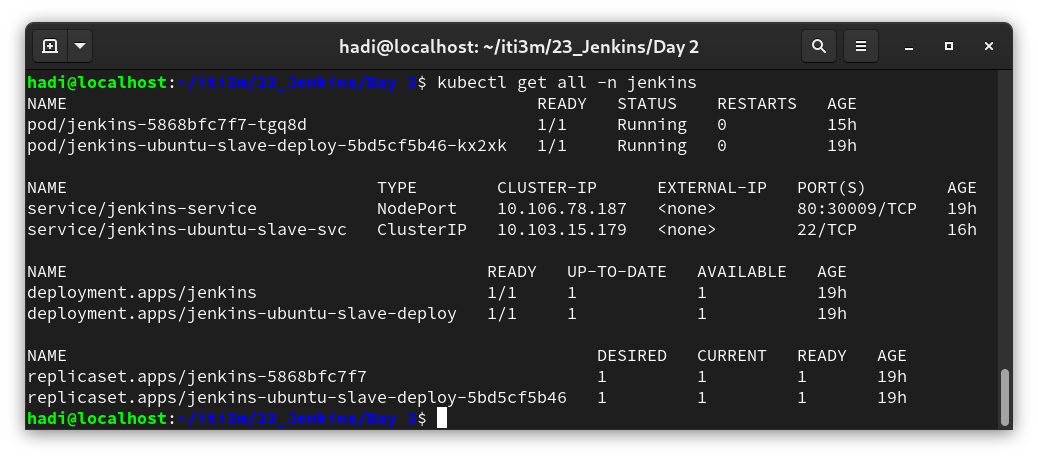 hadi@localhost: ~/iti3m/23_Jenkins/Day 2
hadi@localhost:~/iti3m/23_Jenkins/Day 2$ kubectl get all -n jenkins
NAME                                               READY   STATUS    RESTARTS   AGE
pod/jenkins-5868bfc7f7-tgq8d                       1/1     Running   0          15h
pod/jenkins-ubuntu-slave-deploy-5bd5cf5b46-kx2xk   1/1     Running   0          19h

NAME                               TYPE        CLUSTER-IP      EXTERNAL-IP   PORT(S)        AGE
service/jenkins-service            NodePort    10.106.78.187   <none>        80:30009/TCP   19h
service/jenkins-ubuntu-slave-svc   ClusterIP   10.103.15.179   <none>        22/TCP         16h

NAME                                          READY   UP-TO-DATE   AVAILABLE   AGE
deployment.apps/jenkins                       1/1     1            1           19h
deployment.apps/jenkins-ubuntu-slave-deploy   1/1     1            1           19h

NAME                                                     DESIRED   CURRENT   READY   AGE
replicaset.apps/jenkins-5868bfc7f7                       1         1         1       19h
replicaset.apps/jenkins-ubuntu-slave-deploy-5bd5cf5b46   1         1         1       19h
hadi@localhost:~/iti3m/23_Jenkins/Day 2$